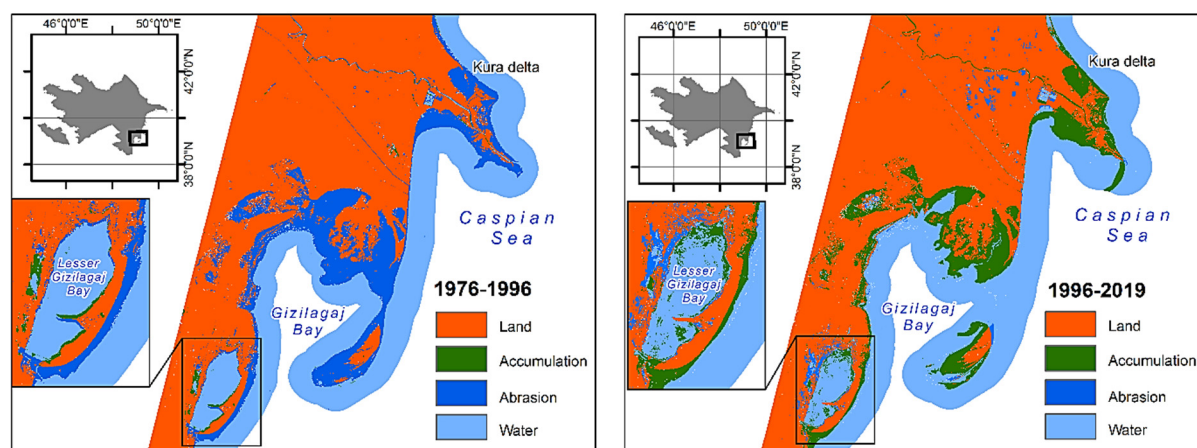 46°0'0"E 50°0'0"E
42°0'0"N
38°0'0"N
Kura delta
Caspian
Sea
Lesser
Gizilagaj
Bay
Gizilagaj
Bay
1976-1996
Land
Accumulation
Abrasion
Water
46°0'0"E 50°0'0"E
42°0'0"N
38°0'0"N
Kura delta
Caspian
Sea
Lesser
Gizilagaj
Bay
Gizilagaj
Bay
1996-2019
Land
Accumulation
Abrasion
Water